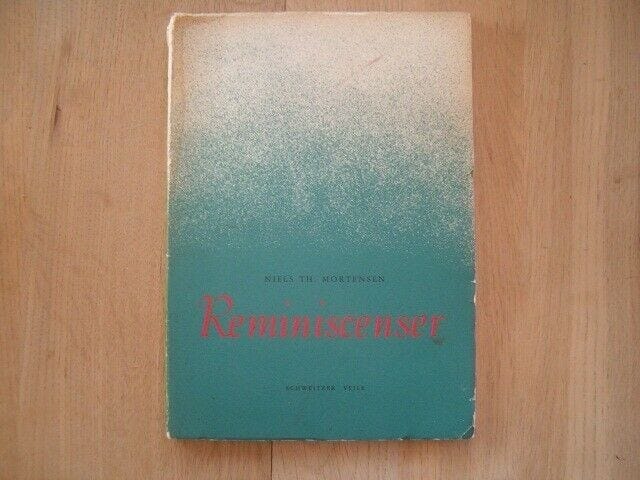 NIELS TH. MORTENSEN
Reminiscenser
SCHWEITZER VEJLE